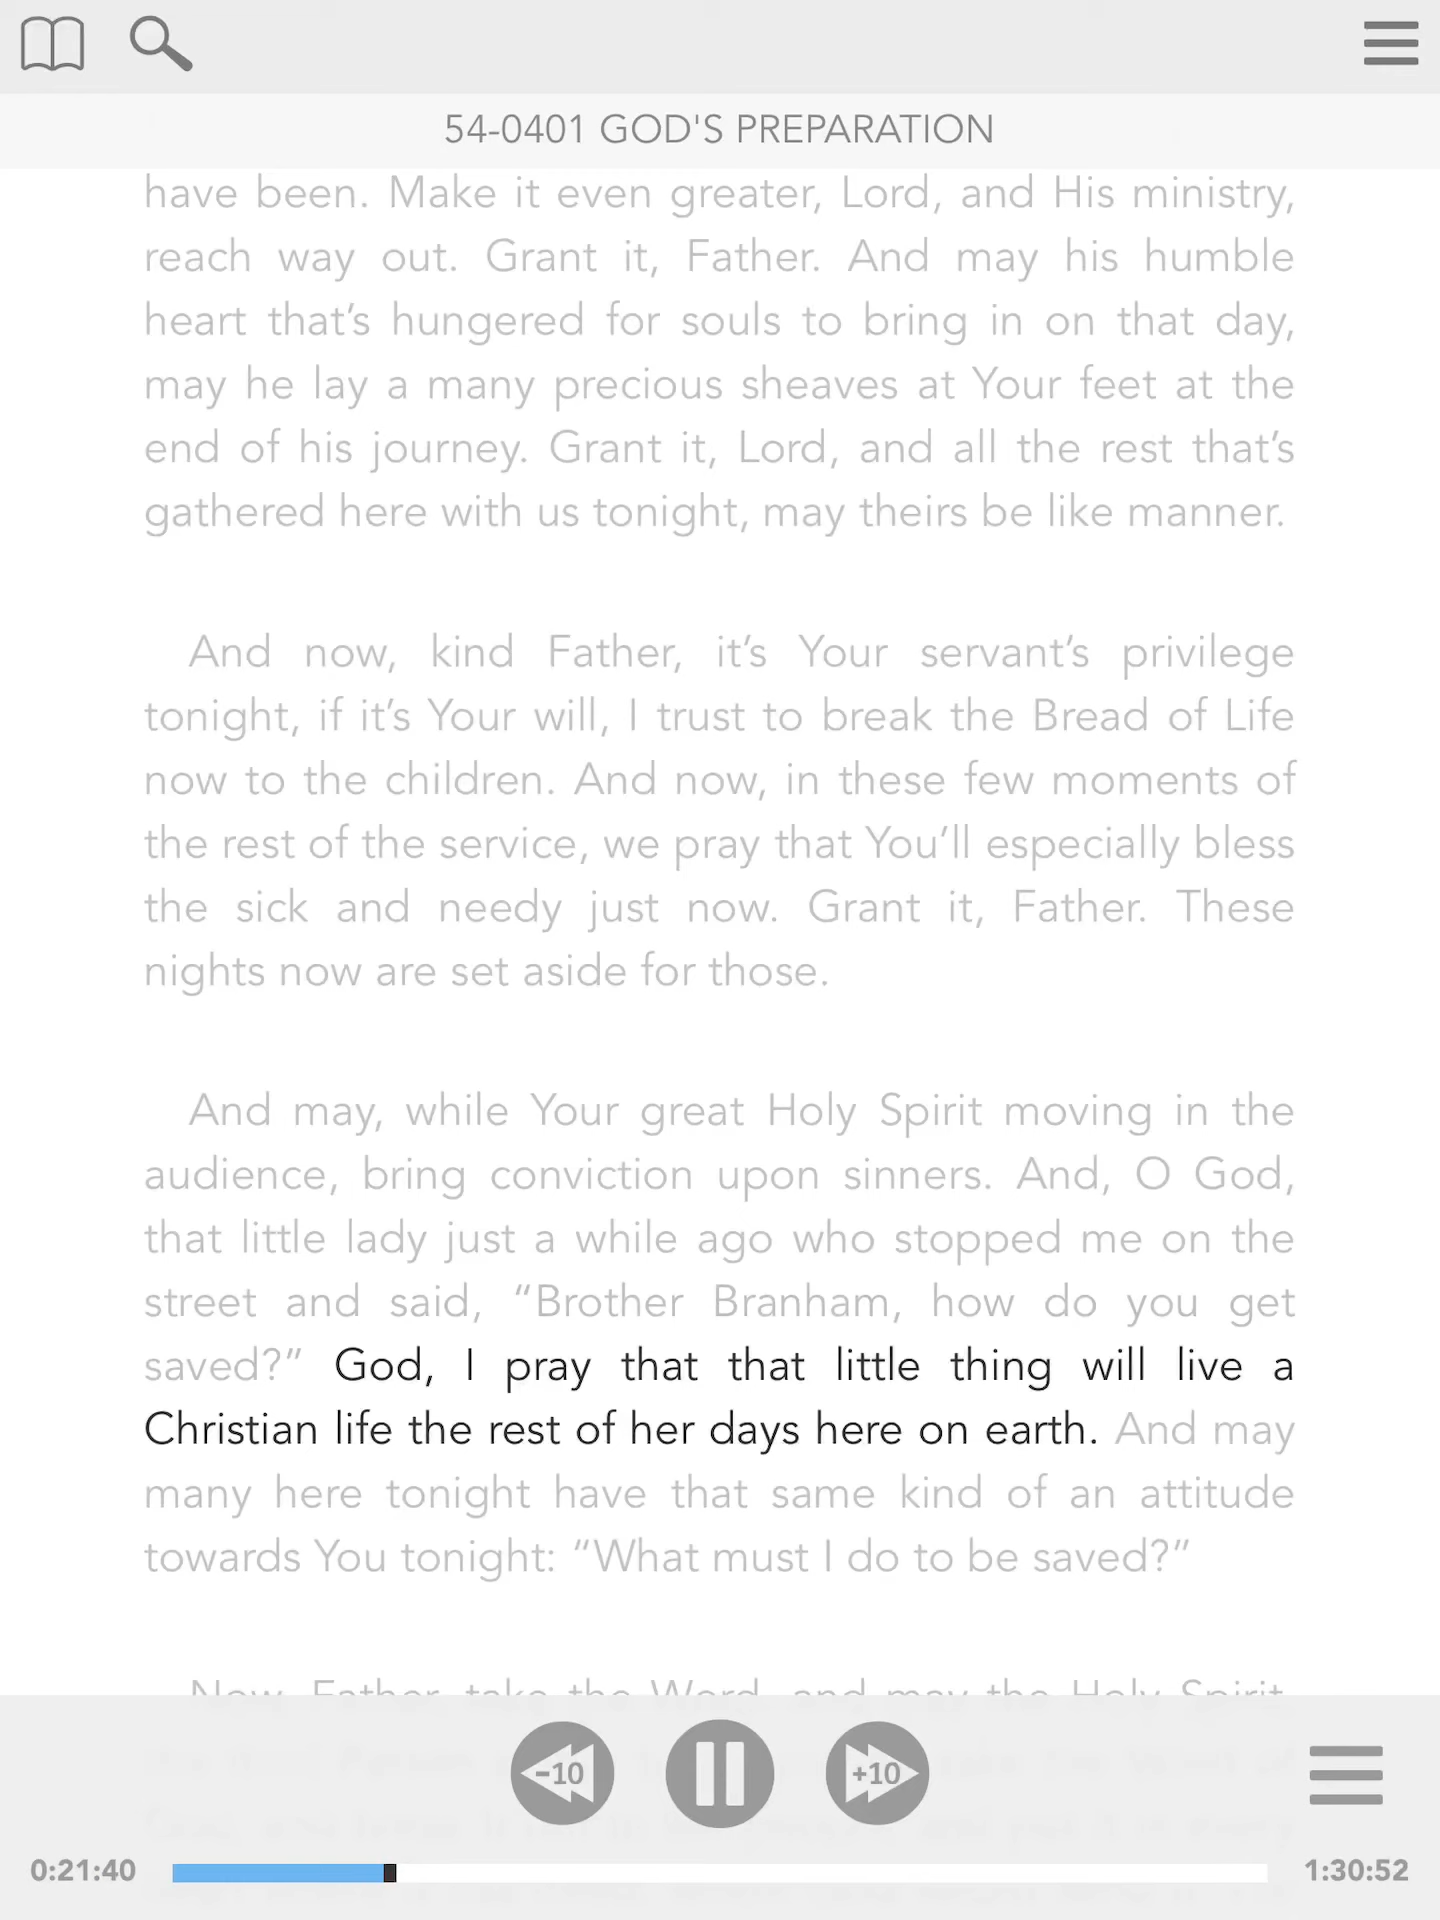 54-0401 GOD'S PREPARATION
have been. Make it even greater, Lord, and His ministry,
reach way out. Grant it, Father. And may his humble
heart that’s hungered for souls to bring in on that day,
may he lay a many precious sheaves at Your feet at the
end of his journey. Grant it, Lord, and all the rest that’s
gathered here with us tonight, may theirs be like manner.
And now, kind Father, it’s Your servant’s privilege
tonight, if it’s Your will, I trust to break the Bread of Life
now to the children. And now, in these few moments of
the rest of the service, we pray that You’ll especially bless
the sick and needy just now. Grant it, Father. These
nights now are set aside for those.
And may, while Your great Holy Spirit moving in the
audience, bring conviction upon sinners. And, O God,
that little lady just a while ago who stopped me on the
street and said, “Brother Branham, how do you get
saved?” God, I pray that that little thing will live a
Christian life the rest of her days here on earth. And may
many here tonight have that same kind of an attitude
towards You tonight: “What must I do to be saved?”
Now, Father, take the Word, and may the Holy Spirit,
-10 +10
0:21:40 1:30:52